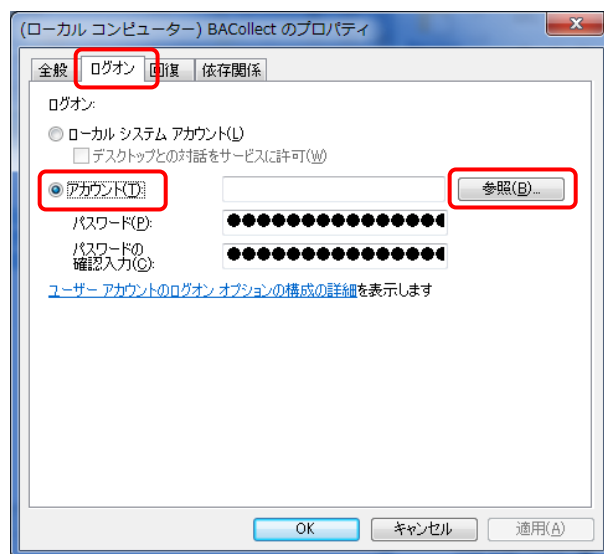 (ローカル コンピューター) BACollect のプロパティ
全般 ログオン 回復 依存関係
ログオン:
ローカル システム アカウント(L)
デスクトップとの対話をサービスに許可(W)
アカウント(T): 参照(B)...
パスワード(P): ●●●●●●●●●●●●●●●
パスワードの
確認入力(C): ●●●●●●●●●●●●●●●
ユーザー アカウントのログオン オプションの構成の詳細を表示します
OK キャンセル 適用(A)